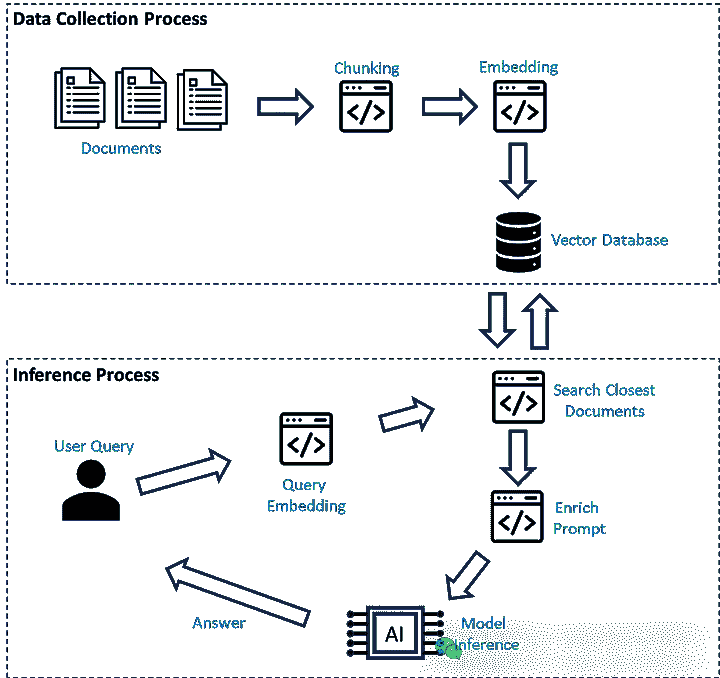 Data Collection Process
Chunking
Embedding
</>
</>
Documents
Vector Database
Inference Process
Search Closest
Documents
</>
User Query
</>
Query
Embedding
Enrich
Prompt
</>
Answer
AI
Model
Inference